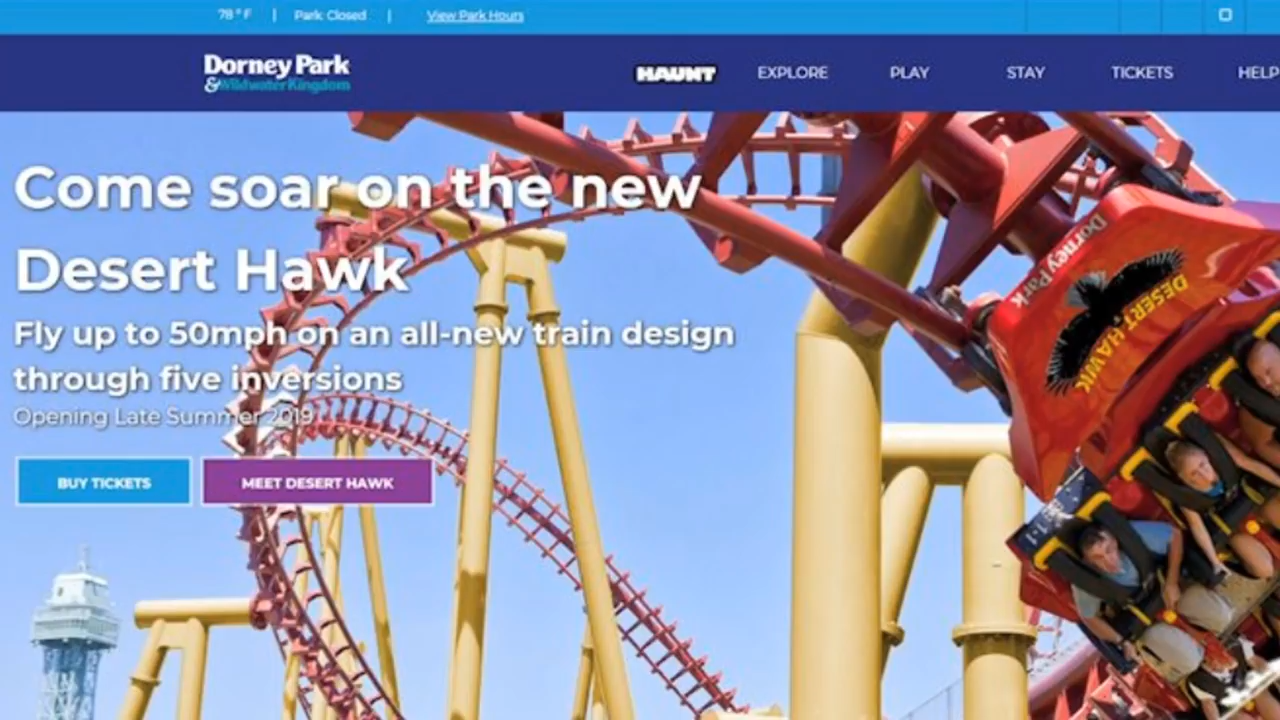 78 ° F | Park: Closed | View Park Hours
Dorney Park
&Wildwater Kingdom
HAUNT EXPLORE PLAY STAY TICKETS HELP
Come soar on the new
Desert Hawk
Fly up to 50mph on an all-new train design
through five inversions
Opening Late Summer 2019
BUY TICKETS MEET DESERT HAWK
Dorney Park
DESERT HAWK